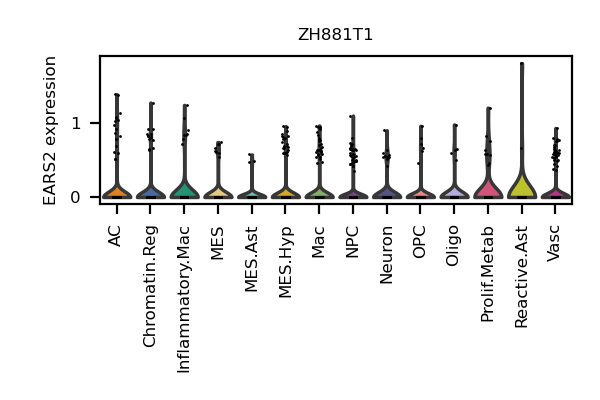 ZH881T1
EARS2 expression
1
0
AC
Chromatin.Reg
Inflammatory.Mac
MES
MES.Ast
MES.Hyp
Mac
NPC
Neuron
OPC
Oligo
Prolif.Metab
Reactive.Ast
Vasc